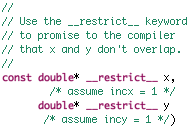 //
// Use the __restrict__ keyword
// to promise to the compiler
// that x and y don't overlap.
//
const double* __restrict__ x,
/* assume incx = 1 */
double* __restrict__ y
/* assume incy = 1 */)